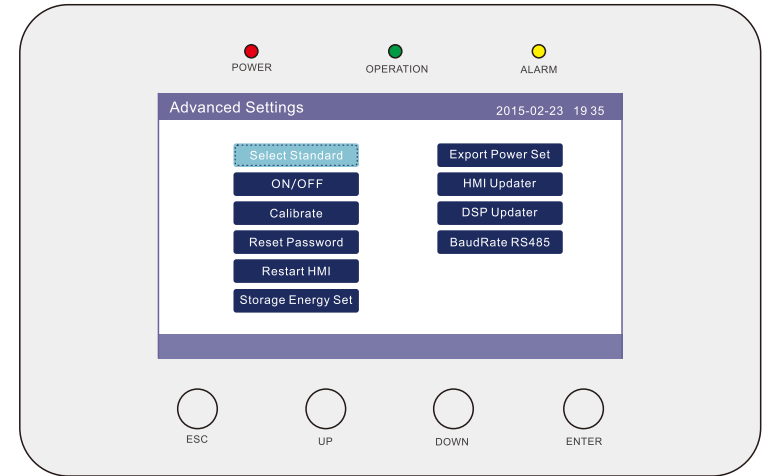 POWER
OPERATION
ALARM
Advanced Settings
2015-02-23 19 35
Select Standard
Export Power Set
ON/OFF
HMI Updater
Calibrate
DSP Updater
Reset Password
BaudRate RS485
Restart HMI
Storage Energy Set
ESC
UP
DOWN
ENTER